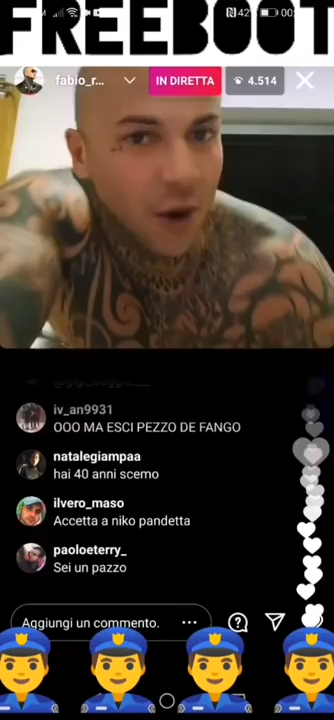 FREEBOOT
fabio_r...
IN DIRETTA
4.514
iv_an9931
OOO MA ESCI PEZZO DE FANGO
natalegiampaa
hai 40 anni scemo
ilvero_maso
Accetta a niko pandetta
paoloeterry_
Sei un pazzo
Aggiungi un commento.